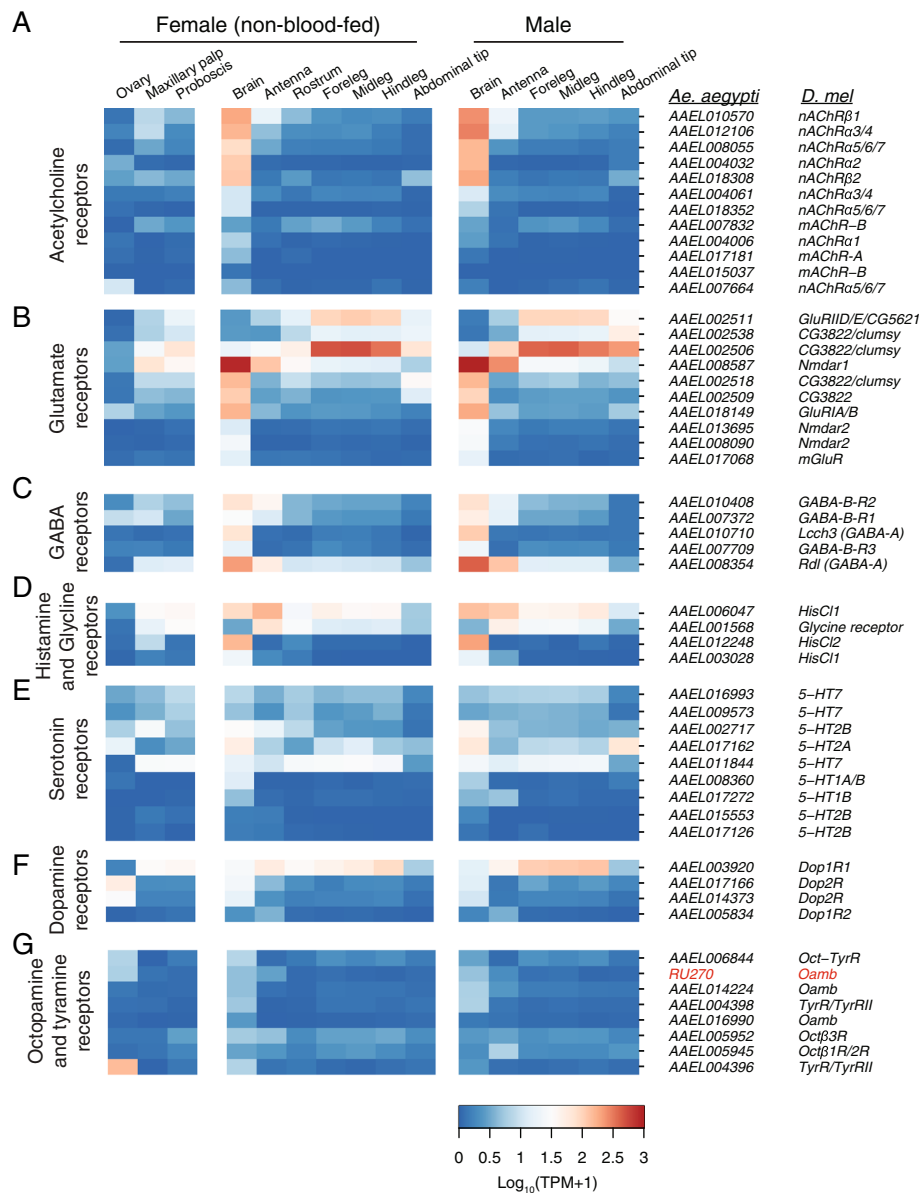 A
Female (non-blood-fed)
Male
Ovary
Maxillary palp
Proboscis
Brain
Antenna
Rostrum
Foreleg
Midleg
Hindleg
Abdominal tip
Brain
Antenna
Foreleg
Midleg
Hindleg
Abdominal tip
Ae. aegypti D. mel
Acetylcholine
receptors
AAEL010570 nAChRβ1
AAEL012106 nAChRα3/4
AAEL008055 nAChRα5/6/7
AAEL004032 nAChRα2
AAEL018308 nAChRβ2
AAEL004061 nAChRα3/4
AAEL018352 nAChRα5/6/7
AAEL007832 mAChR−B
AAEL004006 nAChRα1
AAEL017181 mAChR-A
AAEL015037 mAChR−B
AAEL007664 nAChRα5/6/7
B
Glutamate
receptors
AAEL002511 GluRIID/E/CG5621
AAEL002538 CG3822/clumsy
AAEL002506 CG3822/clumsy
AAEL008587 Nmdar1
AAEL002518 CG3822/clumsy
AAEL002509 CG3822
AAEL018149 GluRIA/B
AAEL013695 Nmdar2
AAEL008090 Nmdar2
AAEL017068 mGluR
C
GABA
receptors
AAEL010408 GABA-B-R2
AAEL007372 GABA-B-R1
AAEL010710 Lcch3 (GABA-A)
AAEL007709 GABA-B-R3
AAEL008354 Rdl (GABA-A)
D
Histamine
and Glycline
receptors
AAEL006047 HisCl1
AAEL001568 Glycine receptor
AAEL012248 HisCl2
AAEL003028 HisCl1
E
Serotonin
receptors
AAEL016993 5−HT7
AAEL009573 5−HT7
AAEL002717 5−HT2B
AAEL017162 5−HT2A
AAEL011844 5−HT7
AAEL008360 5−HT1A/B
AAEL017272 5−HT1B
AAEL015553 5−HT2B
AAEL017126 5−HT2B
F
Dopamine
receptors
AAEL003920 Dop1R1
AAEL017166 Dop2R
AAEL014373 Dop2R
AAEL005834 Dop1R2
G
Octopamine
and tyramine
receptors
AAEL006844 Oct−TyrR
RU270 Oamb
AAEL014224 Oamb
AAEL004398 TyrR/TyrRII
AAEL016990 Oamb
AAEL005952 Octβ3R
AAEL005945 Octβ1R/2R
AAEL004396 TyrR/TyrRII
0 0.5 1 1.5 2 2.5 3
Log10(TPM+1)